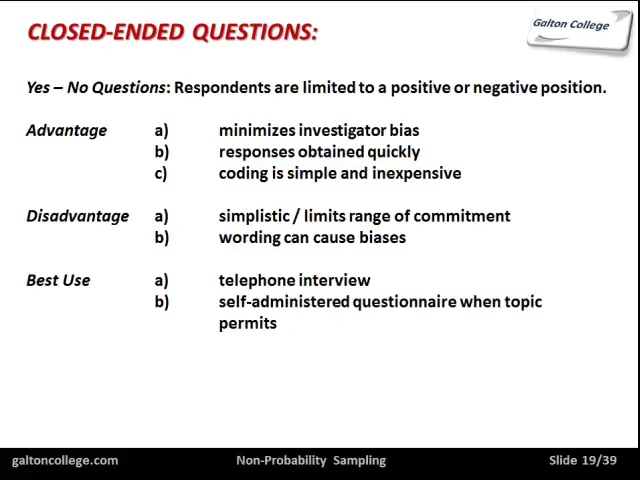 CLOSED-ENDED QUESTIONS:
Galton College
Yes – No Questions: Respondents are limited to a positive or negative position.
Advantage a) minimizes investigator bias
b) responses obtained quickly
c) coding is simple and inexpensive
Disadvantage a) simplistic / limits range of commitment
b) wording can cause biases
Best Use a) telephone interview
b) self-administered questionnaire when topic
permits
galtoncollege.com Non-Probability Sampling Slide 19/39